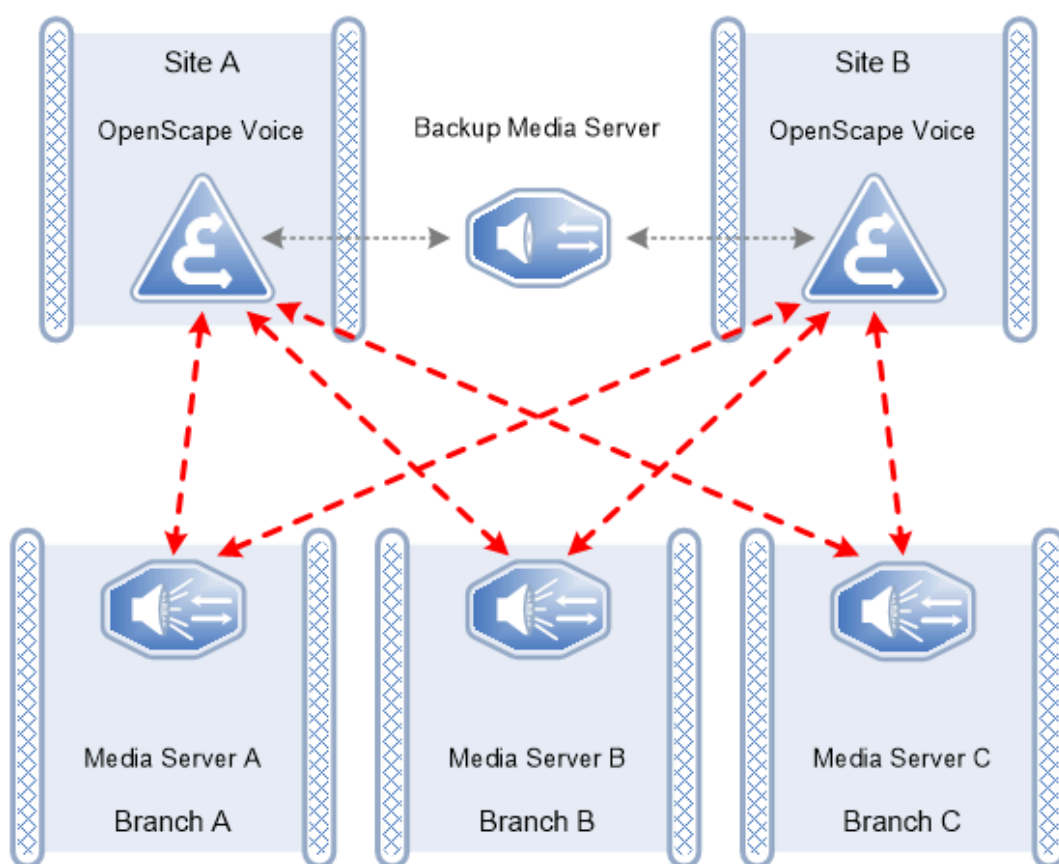 Site A
OpenScape Voice
Backup Media Server
Site B
OpenScape Voice
Media Server A
Branch A
Media Server B
Branch B
Media Server C
Branch C